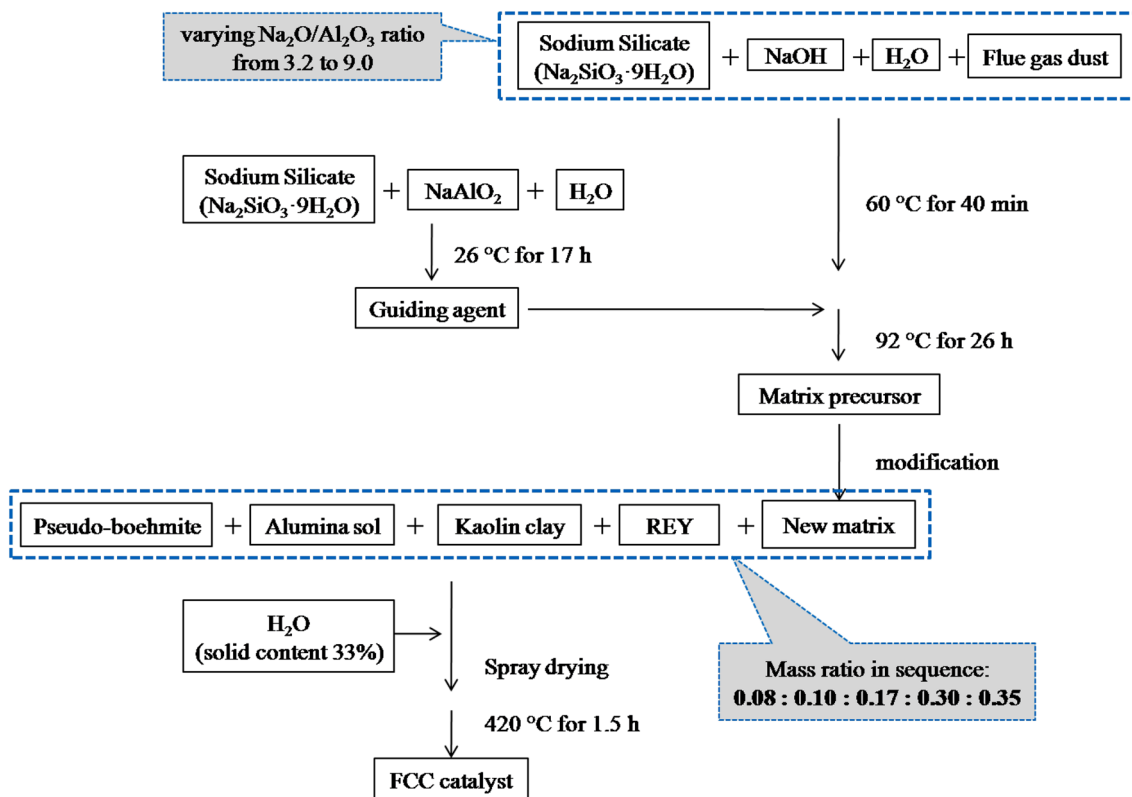 varying Na₂O/Al₂O₃ ratio
from 3.2 to 9.0
Sodium Silicate
(Na₂SiO₃·9H₂O)
+ NaOH + H₂O + Flue gas dust
Sodium Silicate
(Na₂SiO₃·9H₂O)
+ NaAlO₂ + H₂O
60 °C for 40 min
26 °C for 17 h
Guiding agent
92 °C for 26 h
Matrix precursor
modification
Pseudo-boehmite + Alumina sol + Kaolin clay + REY + New matrix
H₂O
(solid content 33%)
Spray drying
Mass ratio in sequence:
0.08 : 0.10 : 0.17 : 0.30 : 0.35
420 °C for 1.5 h
FCC catalyst